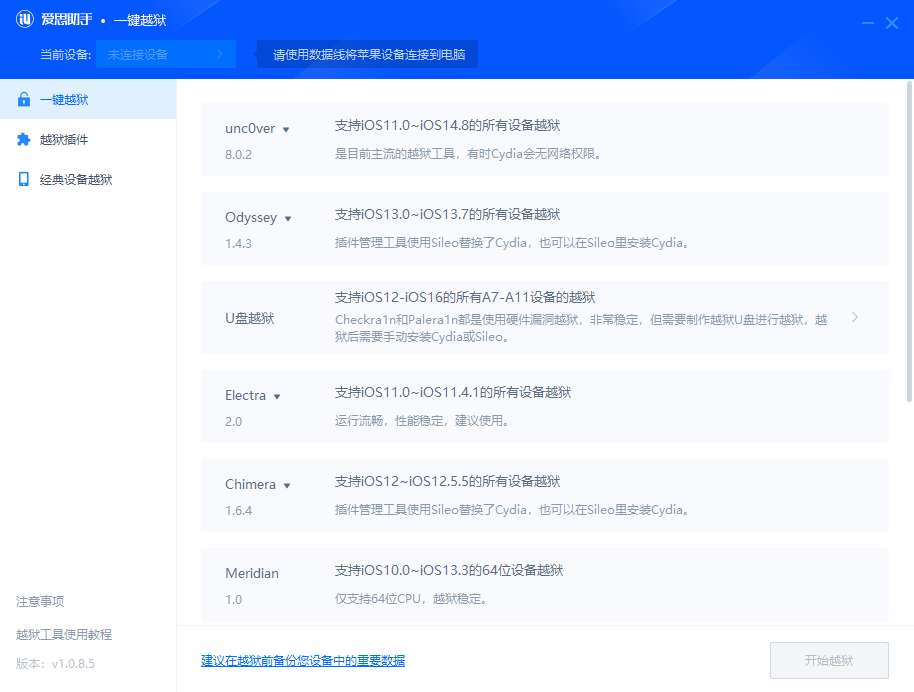 iU 爱思助手 • 一键越狱
当前设备: 未连接设备 请使用数据线将苹果设备连接到电脑
一键越狱
越狱插件
经典设备越狱
unc0ver
8.0.2
支持iOS11.0~iOS14.8的所有设备越狱
是目前主流的越狱工具，有时Cydia会无网络权限。
Odyssey
1.4.3
支持iOS13.0~iOS13.7的所有设备越狱
插件管理工具使用Sileo替换了Cydia，也可以在Sileo里安装Cydia。
U盘越狱
支持iOS12-iOS16的所有A7-A11设备的越狱
Checkra1n和Palera1n都是使用硬件漏洞越狱，非常稳定，但需要制作越狱U盘进行越狱，越
狱后需要手动安装Cydia或Sileo。
Electra
2.0
支持iOS11.0~iOS11.4.1的所有设备越狱
运行流畅，性能稳定，建议使用。
Chimera
1.6.4
支持iOS12~iOS12.5.5的所有设备越狱
插件管理工具使用Sileo替换了Cydia，也可以在Sileo里安装Cydia。
Meridian
1.0
支持iOS10.0~iOS13.3的64位设备越狱
仅支持64位CPU，越狱稳定。
注意事项
越狱工具使用教程
版本：v1.0.8.5
建议在越狱前备份您设备中的重要数据
开始越狱